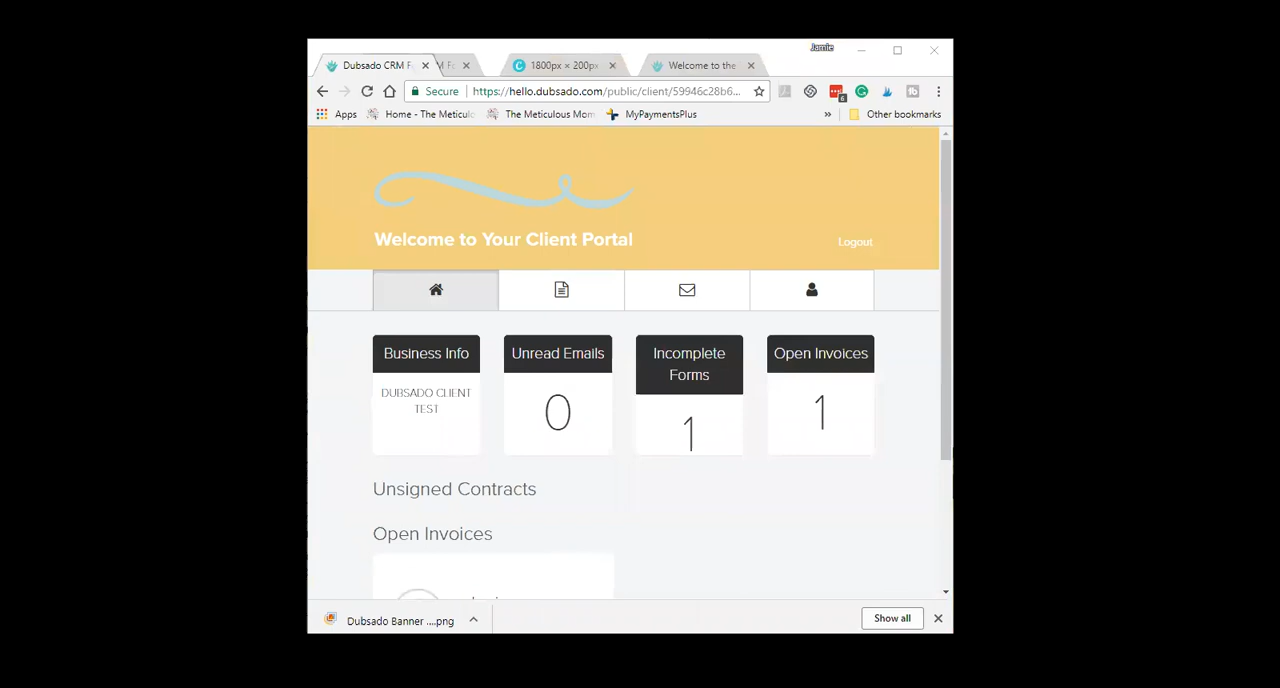 Jamie
Dubsado CRM F
M Fo
1800px × 200px
Welcome to the
Secure
https://hello.dubsado.com/public/client/59946c28b6...
6
Apps
Home - The Meticulo
The Meticulous Mom
MyPaymentsPlus
»
Other bookmarks
Welcome to Your Client Portal
Logout
Business Info
Unread Emails
Incomplete
Forms
Open Invoices
DUBSADO CLIENT
TEST
0
1
1
Unsigned Contracts
Open Invoices
Dubsado Banner ....png
Show all